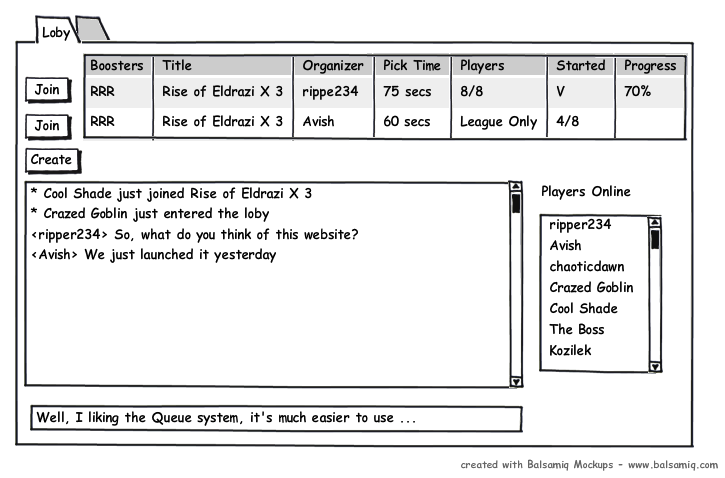 Loby
Boosters Title Organizer Pick Time Players Started Progress
Join RRR Rise of Eldrazi X 3 rippe234 75 secs 8/8 V 70%
Join RRR Rise of Eldrazi X 3 Avish 60 secs League Only 4/8
Create
* Cool Shade just joined Rise of Eldrazi X 3
* Crazed Goblin just entered the loby
<ripper234> So, what do you think of this website?
<Avish> We just launched it yesterday
Players Online
ripper234
Avish
chaoticdawn
Crazed Goblin
Cool Shade
The Boss
Kozilek
Well, I liking the Queue system, it's much easier to use ...
created with Balsamiq Mockups - www.balsamiq.com